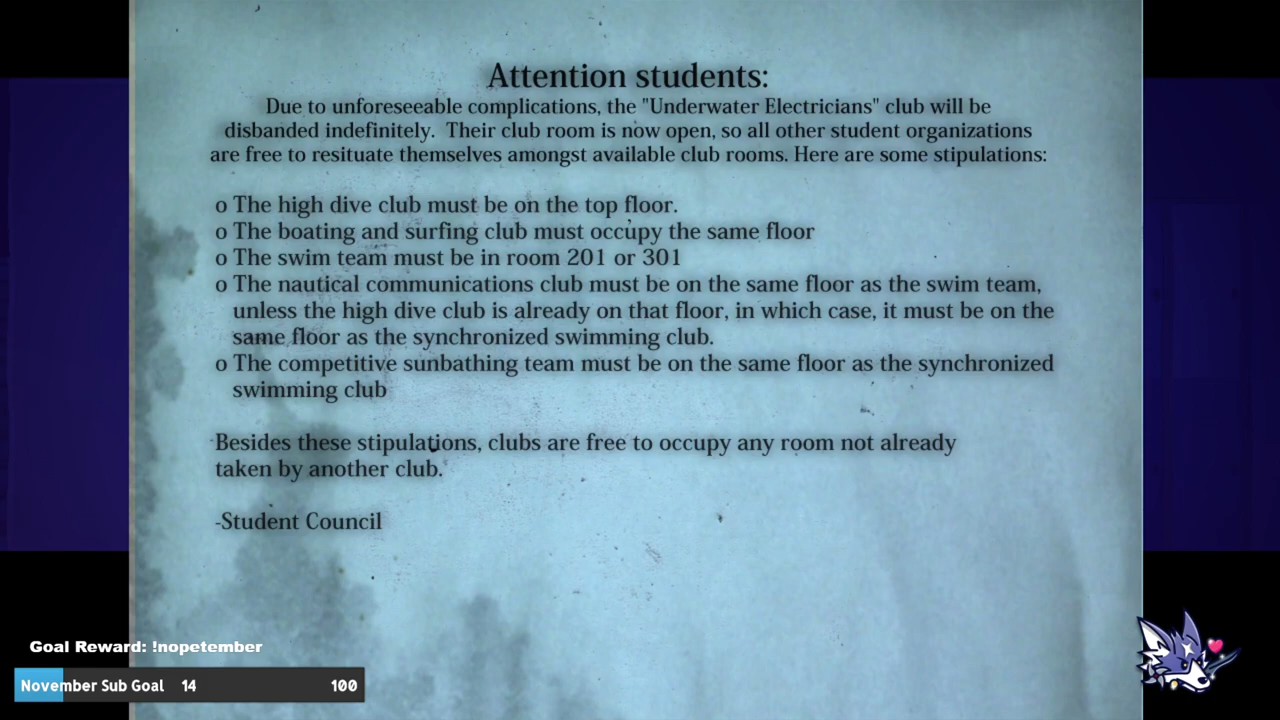 Attention students:
Due to unforeseeable complications, the "Underwater Electricians" club will be
disbanded indefinitely.  Their club room is now open, so all other student organizations
are free to resituate themselves amongst available club rooms. Here are some stipulations:
o The high dive club must be on the top floor.
o The boating and surfing club must occupy the same floor
o The swim team must be in room 201 or 301
o The nautical communications club must be on the same floor as the swim team,
unless the high dive club is already on that floor, in which case, it must be on the
same floor as the synchronized swimming club.
o The competitive sunbathing team must be on the same floor as the synchronized
swimming club
Besides these stipulations, clubs are free to occupy any room not already
taken by another club.
-Student Council
Goal Reward: !nopetember
November Sub Goal 14 100